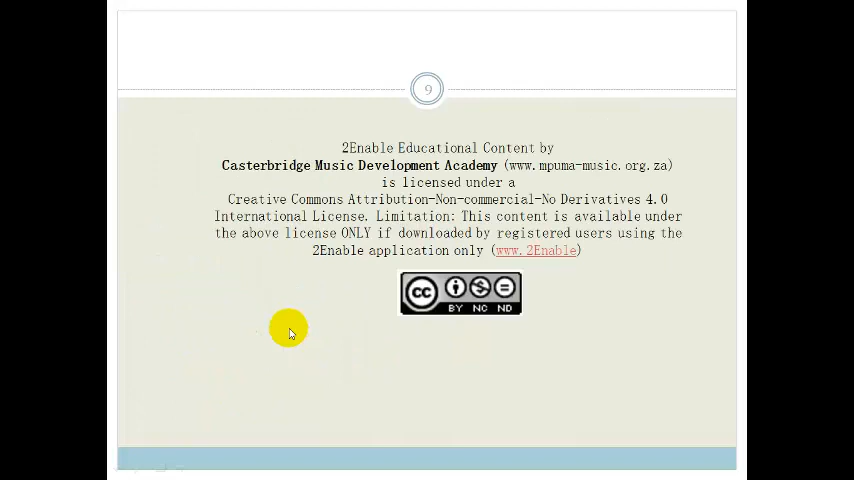 9
2Enable Educational Content by
Casterbridge Music Development Academy (www.mpuma-music.org.za)
is licensed under a
Creative Commons Attribution-Non-commercial-No Derivatives 4.0
International License. Limitation: This content is available under
the above license ONLY if downloaded by registered users using the
2Enable application only (www.2Enable)
cc
BY NC ND